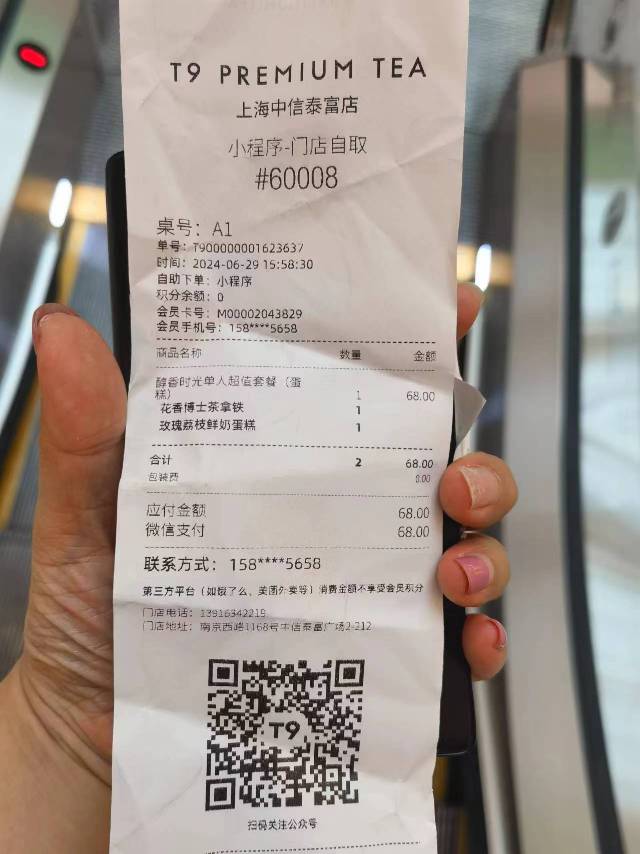 T9 PREMIUM TEA
上海中信泰富店
小程序-门店自取
#60008
桌号：A1
单号：T900000001623637
时间：2024-06-29 15:58:30
自助下单：小程序
积分余额：0
会员卡号：M00002043829
会员手机号：158****5658
商品名称 数量 金额
醇香时光单人超值套餐（蛋糕） 1 68.00
花香博士茶拿铁 1
玫瑰荔枝鲜奶蛋糕 1
合计 2 68.00
包装费 0.00
应付金额 68.00
微信支付 68.00
联系方式：158****5658
第三方平台（如饿了么、美团外卖等）消费金额不享受会员积分
门店电话：13916342219
门店地址：南京西路1168号中信泰富广场2-212
T9
扫码关注公众号